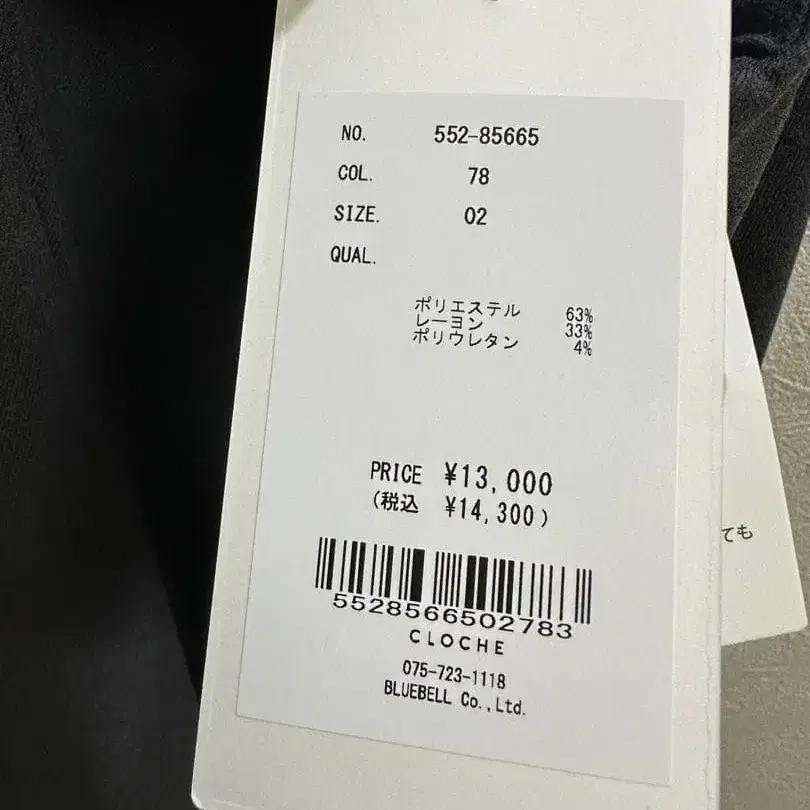 NO. 552-85665
COL. 78
SIZE. 02
QUAL.
ポリエステル 63%
レーヨン 33%
ポリウレタン 4%
PRICE ¥13,000
(税込 ¥14,300)
5528566502783
CLOCHE
075-723-1118
BLUEBELL Co.,Ltd.
ても